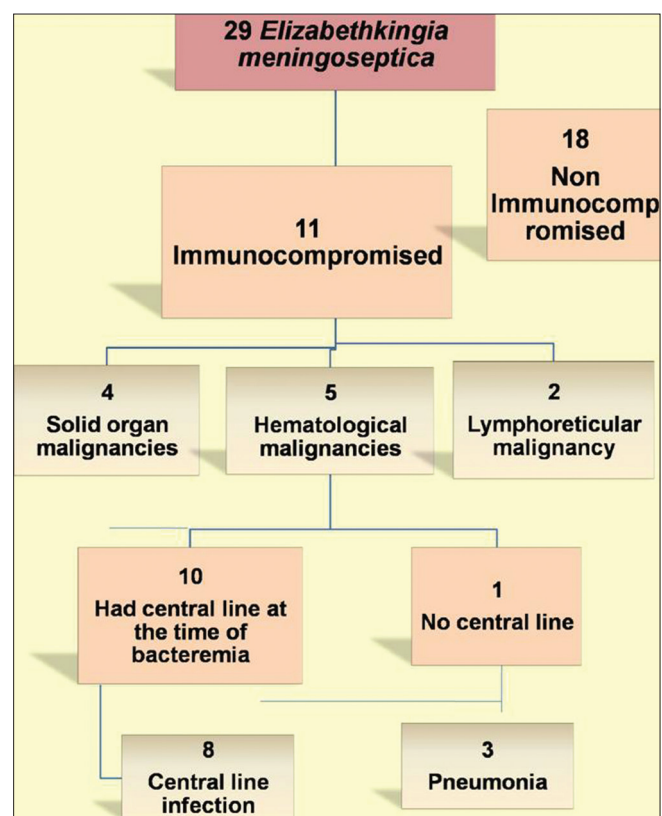 29 Elizabethkingia
meningoseptica
18
Non
Immunocomp
romised
11
Immunocompromised
4
Solid organ
malignancies
5
Hematological
malignancies
2
Lymphoreticular
malignancy
10
Had central line at
the time of
bacteremia
1
No central line
8
Central line
infection
3
Pneumonia